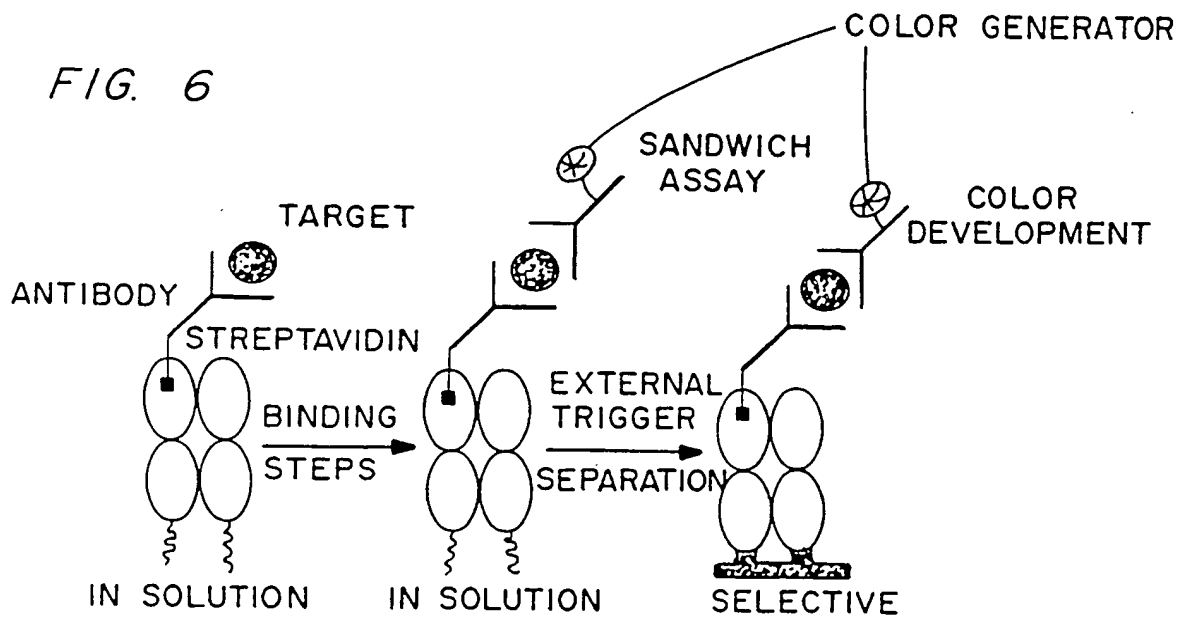 FIG. 6
COLOR GENERATOR
SANDWICH
ASSAY
COLOR
DEVELOPMENT
TARGET
ANTIBODY
STREPTAVIDIN
BINDING
STEPS
EXTERNAL
TRIGGER
SEPARATION
IN SOLUTION
IN SOLUTION
SELECTIVE